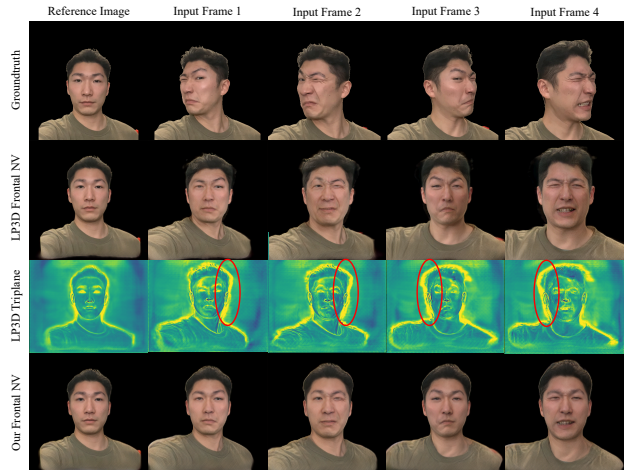 Reference Image Input Frame 1 Input Frame 2 Input Frame 3 Input Frame 4
Groundtruth
LP3D Frontal NV
LP3D Triplane
Our Frontal NV